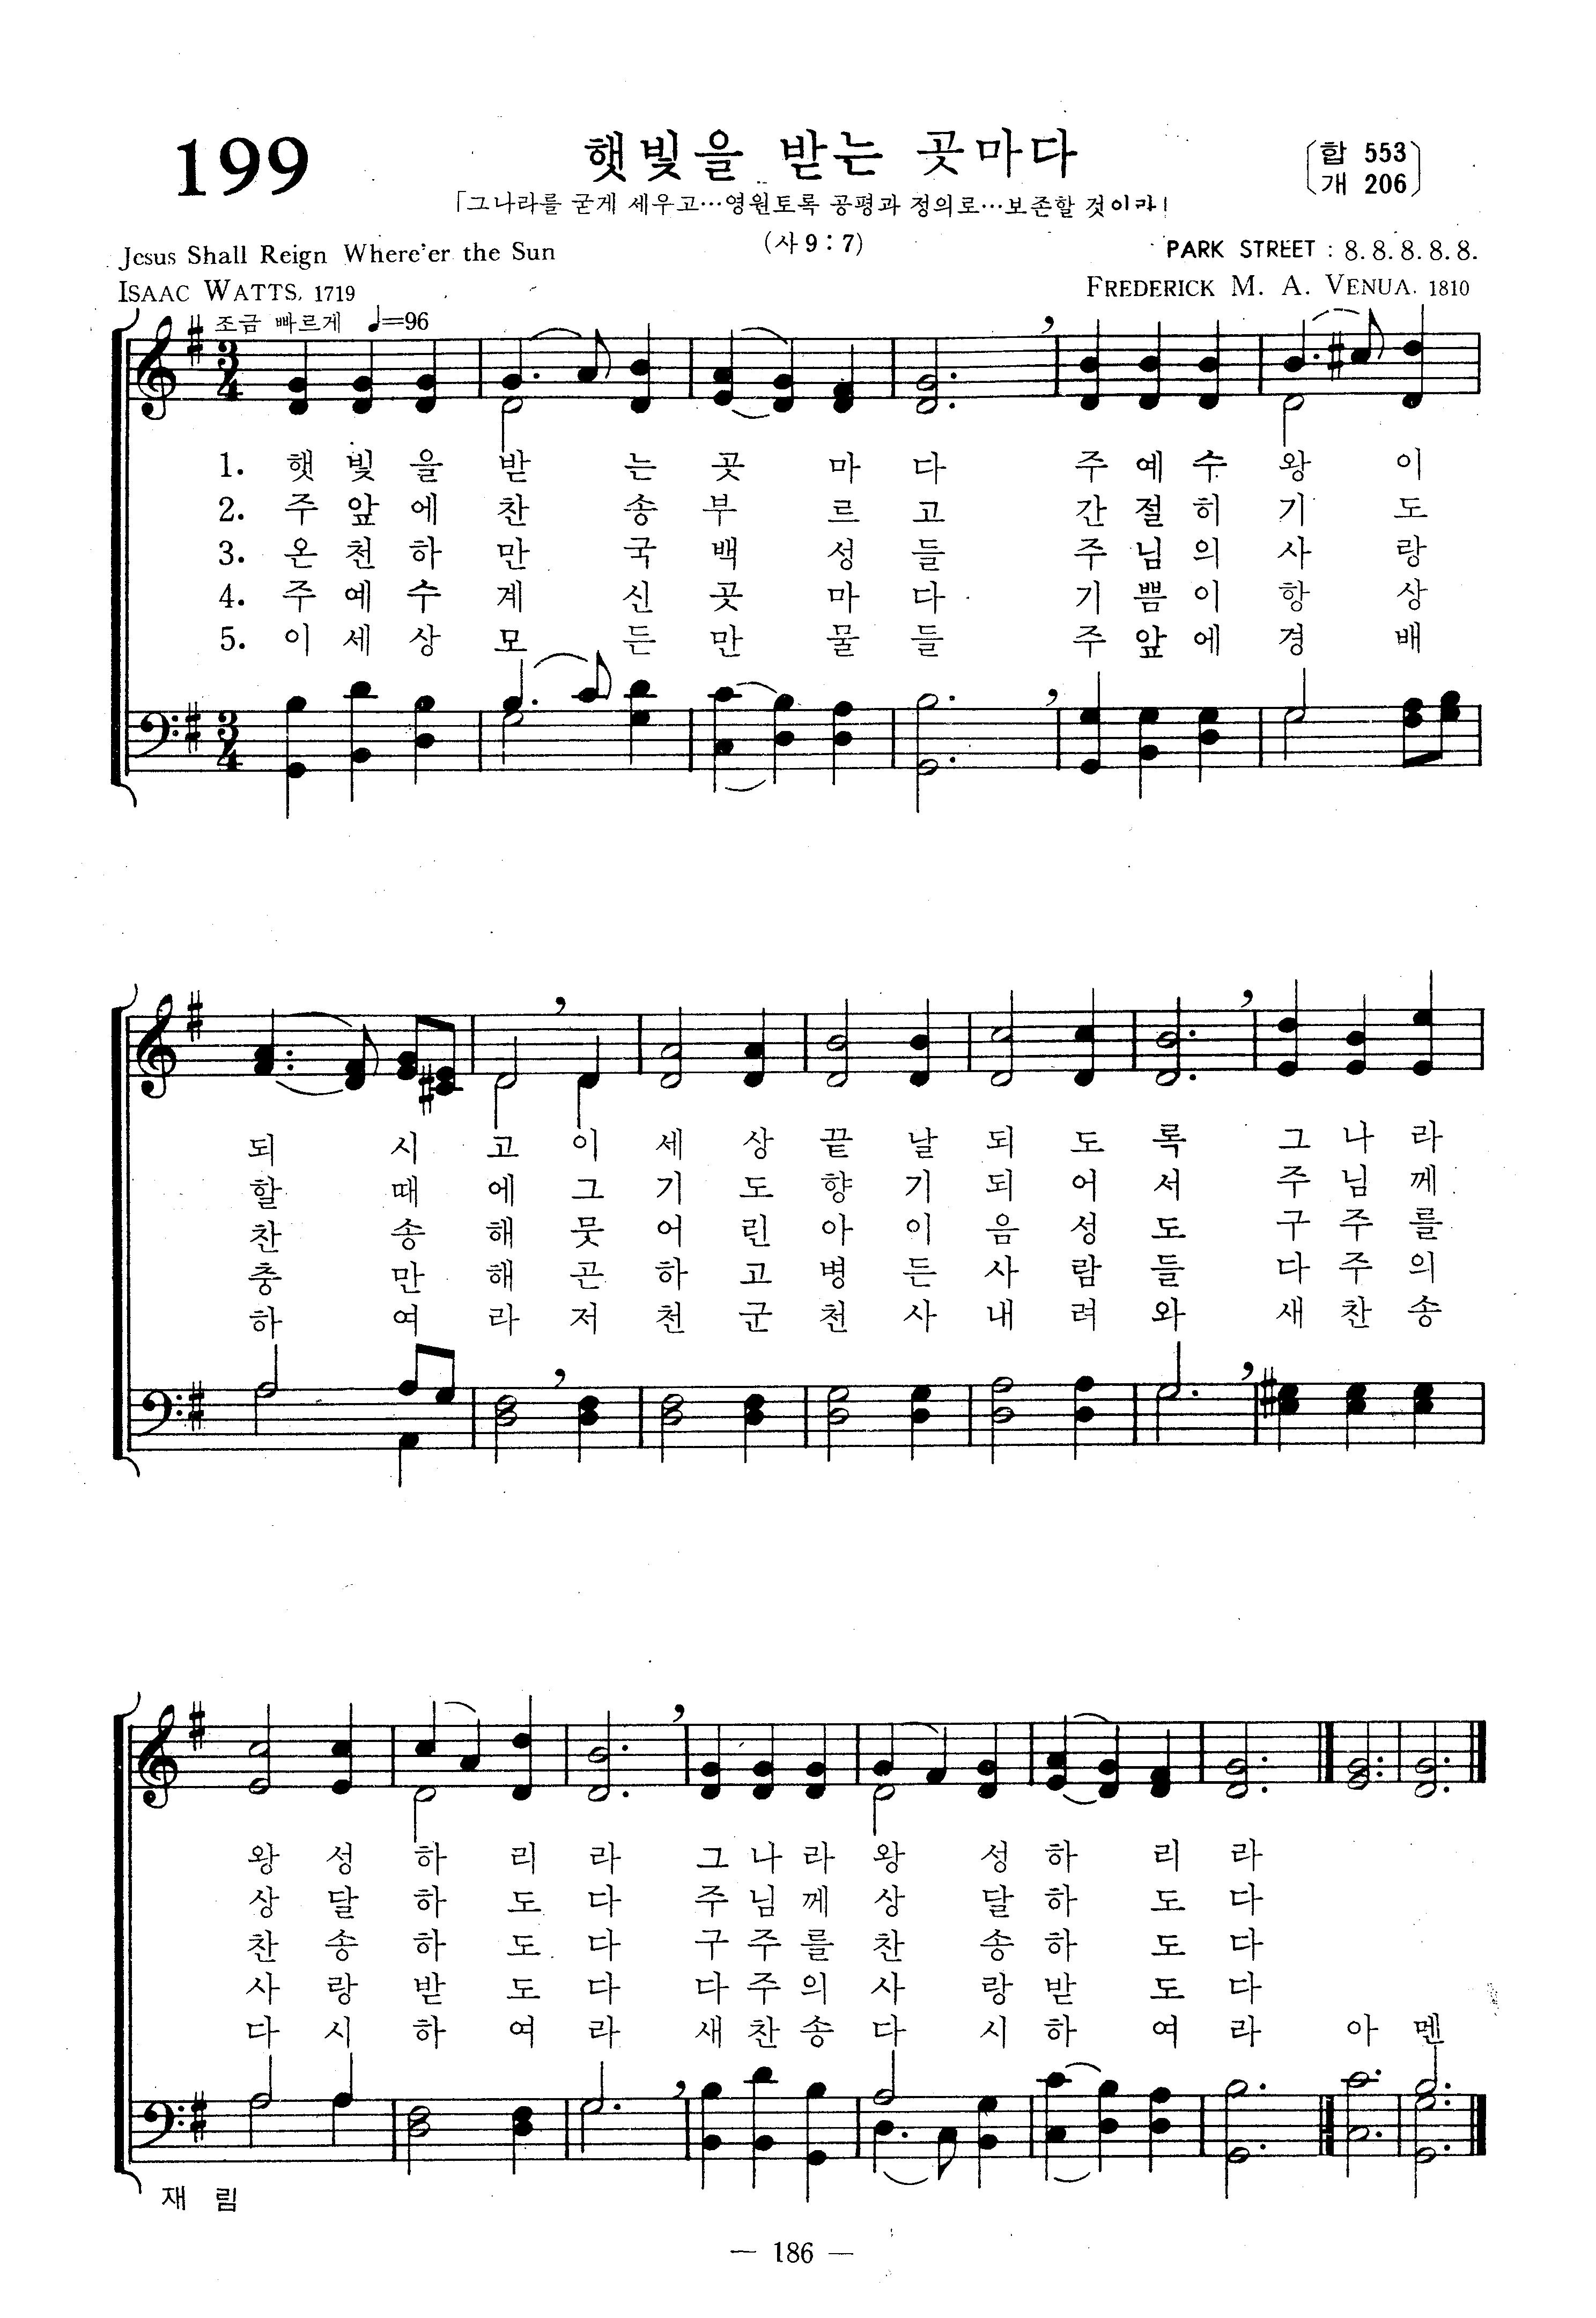 199
햇빛을 받는 곳마다
〔합 553 개 206〕
「그나라를 굳게 세우고…영원토록 공평과 정의로…보존할 것이라」
(사 9 : 7)
Jesus Shall Reign Where'er the Sun
PARK STREET : 8. 8. 8. 8. 8.
ISAAC WATTS, 1719
FREDERICK M. A. VENUA. 1810
조금 빠르게 ♩=96
1. 햇 빛 을 받 는 곳 마 다 주 예 수 왕 이
2. 주 앞 에 찬 송 부 르 고 간 절 히 기 도
3. 온 천 하 만 국 백 성 들 주 님 의 사 랑
4. 주 예 수 계 신 곳 마 다 기 쁨 이 항 상
5. 이 세 상 모 든 만 물 들 주 앞 에 경 배
되 시 고 이 세 상 끝 날 되 도 록 그 나 라
할 때 에 그 기 도 향 기 되 어 서 주 님 께
찬 송 해 뭇 어 린 아 이 음 성 도 구 주 를
충 만 해 곤 하 고 병 든 사 람 들 다 주 의
하 여 라 저 천 군 천 사 내 려 와 새 찬 송
왕 성 하 리 라 그 나 라 왕 성 하 리 라
상 달 하 도 다 주 님 께 상 달 하 도 다
찬 송 하 도 다 구 주 를 찬 송 하 도 다
사 랑 받 도 다 다 주 의 사 랑 받 도 다
다 시 하 여 라 새 찬 송 다 시 하 여 라 아 멘
재 림
— 186 —